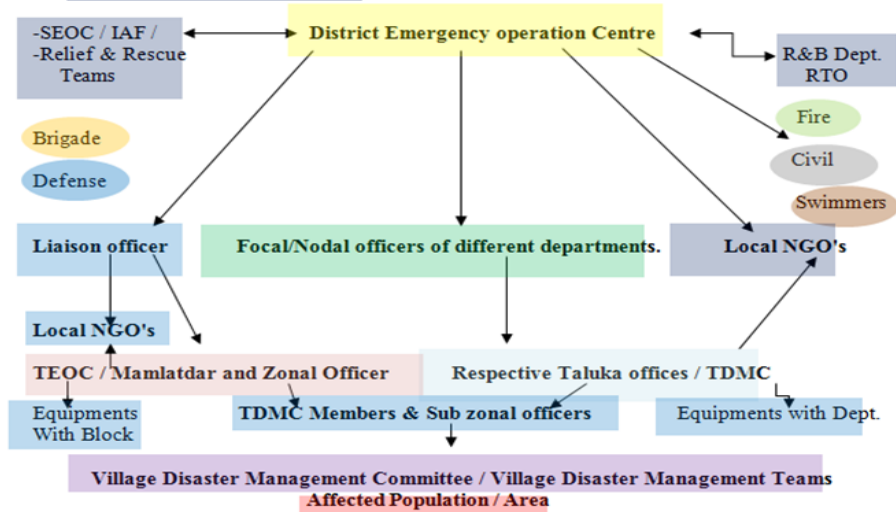 -SEOC / IAF /
-Relief & Rescue
Teams
District Emergency operation Centre
R&B Dept.
RTO
Fire
Brigade
Civil
Defense
Swimmers
Liaison officer
Focal/Nodal officers of different departments.
Local NGO's
Local NGO's
TEOC / Mamlatdar and Zonal Officer
Respective Taluka offices / TDMC
Equipments
With Block
TDMC Members & Sub zonal officers
Equipments with Dept.
Village Disaster Management Committee / Village Disaster Management Teams
Affected Population / Area